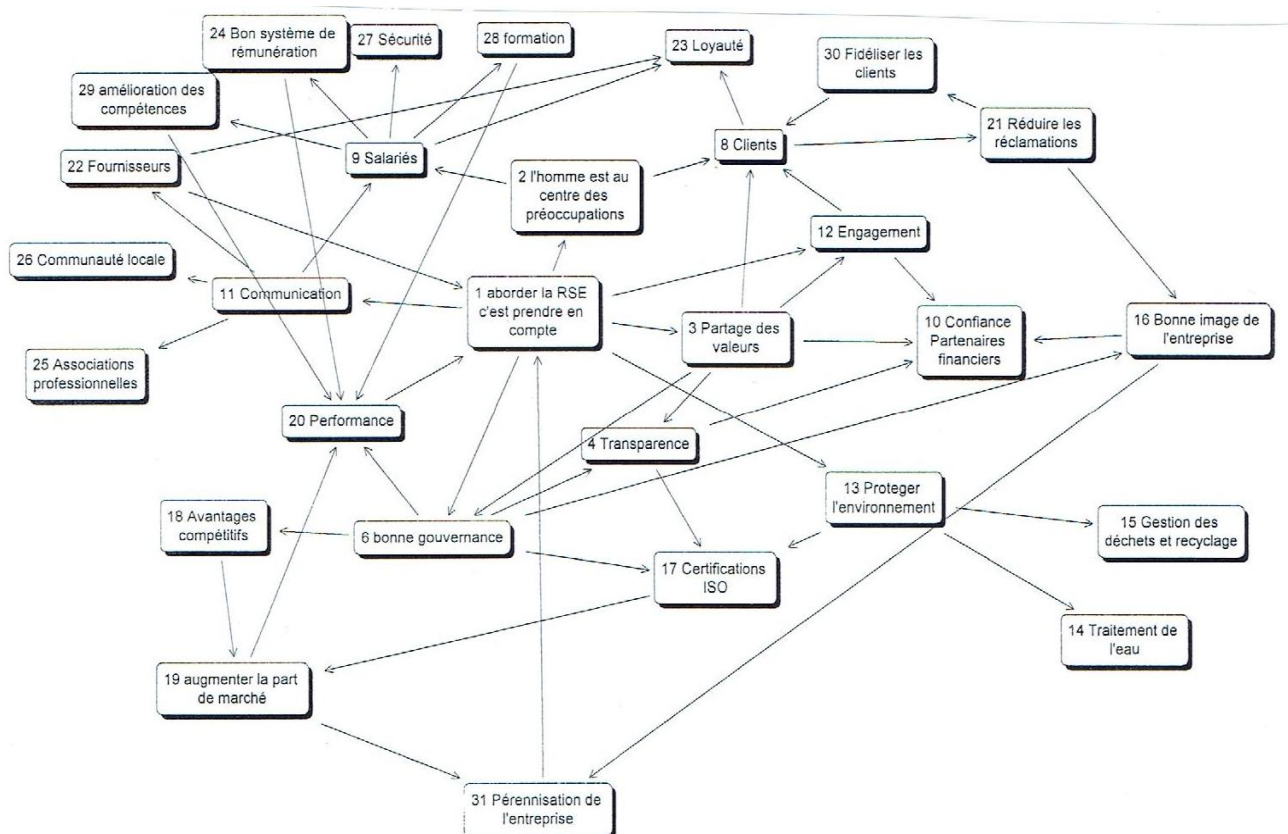 24 Bon système de
rémunération
27 Sécurité
28 formation
23 Loyauté
30 Fidéliser les
clients
29 amélioration des
compétences
21 Réduire les
réclamations
8 Clients
9 Salariés
22 Fournisseurs
2 l'homme est au
centre des
préoccupations
12 Engagement
26 Communauté locale
11 Communication
1 aborder la RSE
c'est prendre en
compte
3 Partage des
valeurs
10 Confiance
Partenaires
financiers
16 Bonne image de
l'entreprise
25 Associations
professionnelles
20 Performance
4 Transparence
13 Proteger
l'environnement
18 Avantages
compétitifs
6 bonne gouvernance
15 Gestion des
déchets et recyclage
17 Certifications
ISO
14 Traitement de
l'eau
19 augmenter la part
de marché
31 Pérennisation de
l'entreprise